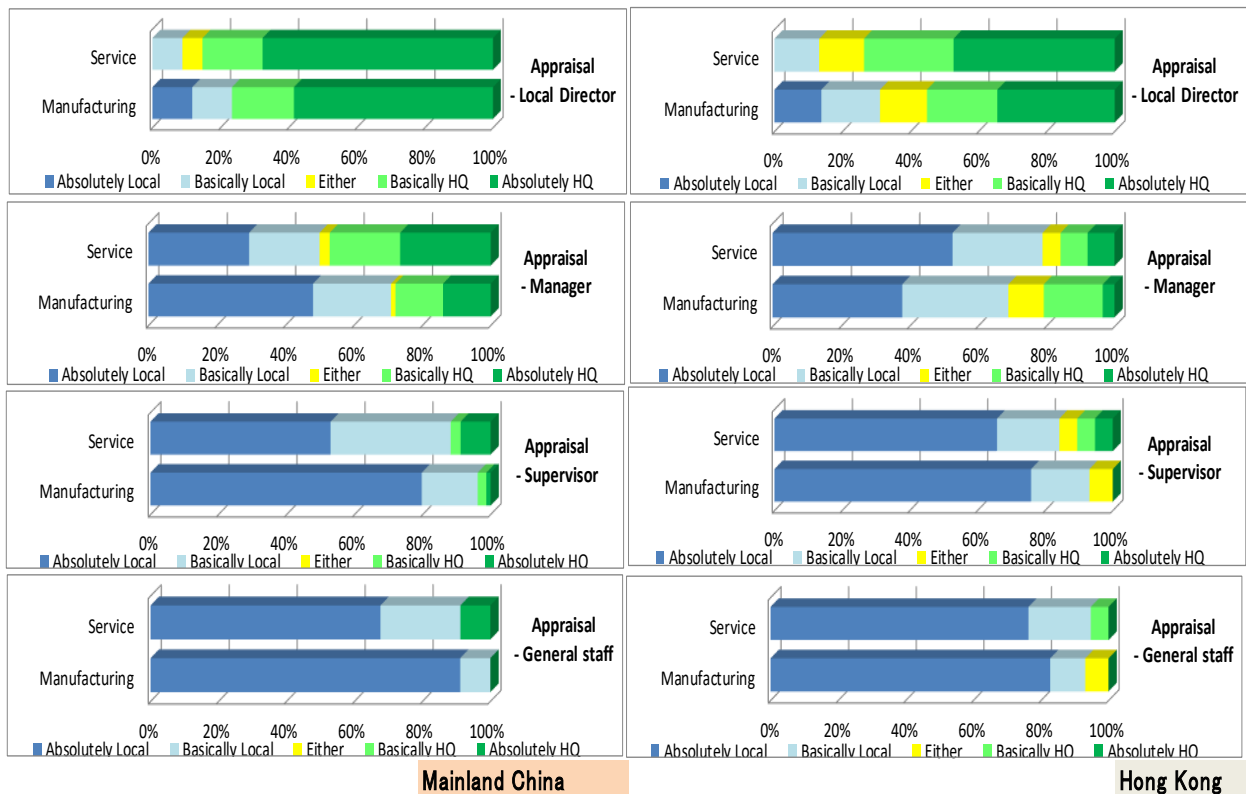 Service
Manufacturing
Appraisal
- Local Director
0% 20% 40% 60% 80% 100%
Absolutely Local Basically Local Either Basically HQ Absolutely HQ
Service
Manufacturing
Appraisal
- Local Director
0% 20% 40% 60% 80% 100%
Absolutely Local Basically Local Either Basically HQ Absolutely HQ
Service
Manufacturing
Appraisal
- Manager
0% 20% 40% 60% 80% 100%
Absolutely Local Basically Local Either Basically HQ Absolutely HQ
Service
Manufacturing
Appraisal
- Manager
0% 20% 40% 60% 80% 100%
Absolutely Local Basically Local Either Basically HQ Absolutely HQ
Service
Manufacturing
Appraisal
- Supervisor
0% 20% 40% 60% 80% 100%
Absolutely Local Basically Local Either Basically HQ Absolutely HQ
Service
Manufacturing
Appraisal
- Supervisor
0% 20% 40% 60% 80% 100%
Absolutely Local Basically Local Either Basically HQ Absolutely HQ
Service
Manufacturing
Appraisal
- General staff
0% 20% 40% 60% 80% 100%
Absolutely Local Basically Local Either Basically HQ Absolutely HQ
Service
Manufacturing
Appraisal
- General staff
0% 20% 40% 60% 80% 100%
Absolutely Local Basically Local Either Basically HQ Absolutely HQ
Mainland China
Hong Kong